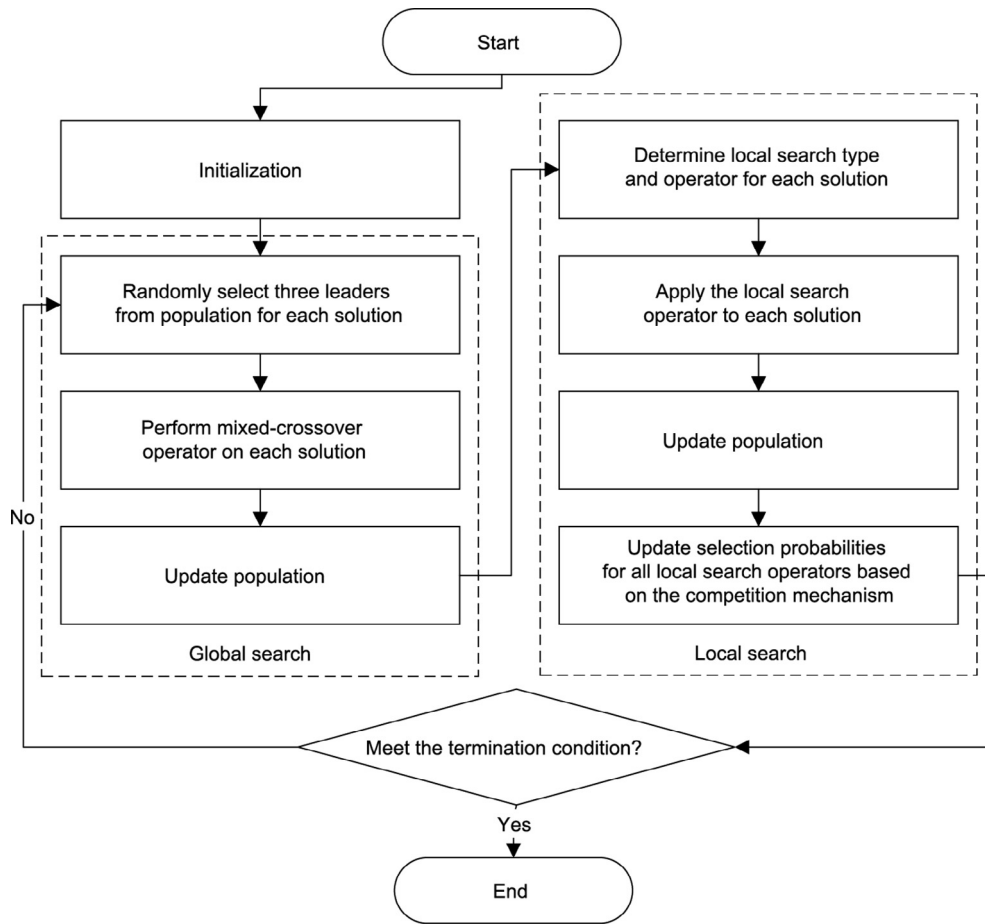 Start
Initialization
Randomly select three leaders
from population for each solution
Perform mixed-crossover
operator on each solution
Update population
Global search
Determine local search type
and operator for each solution
Apply the local search
operator to each solution
Update population
Update selection probabilities
for all local search operators based
on the competition mechanism
Local search
No
Meet the termination condition?
Yes
End